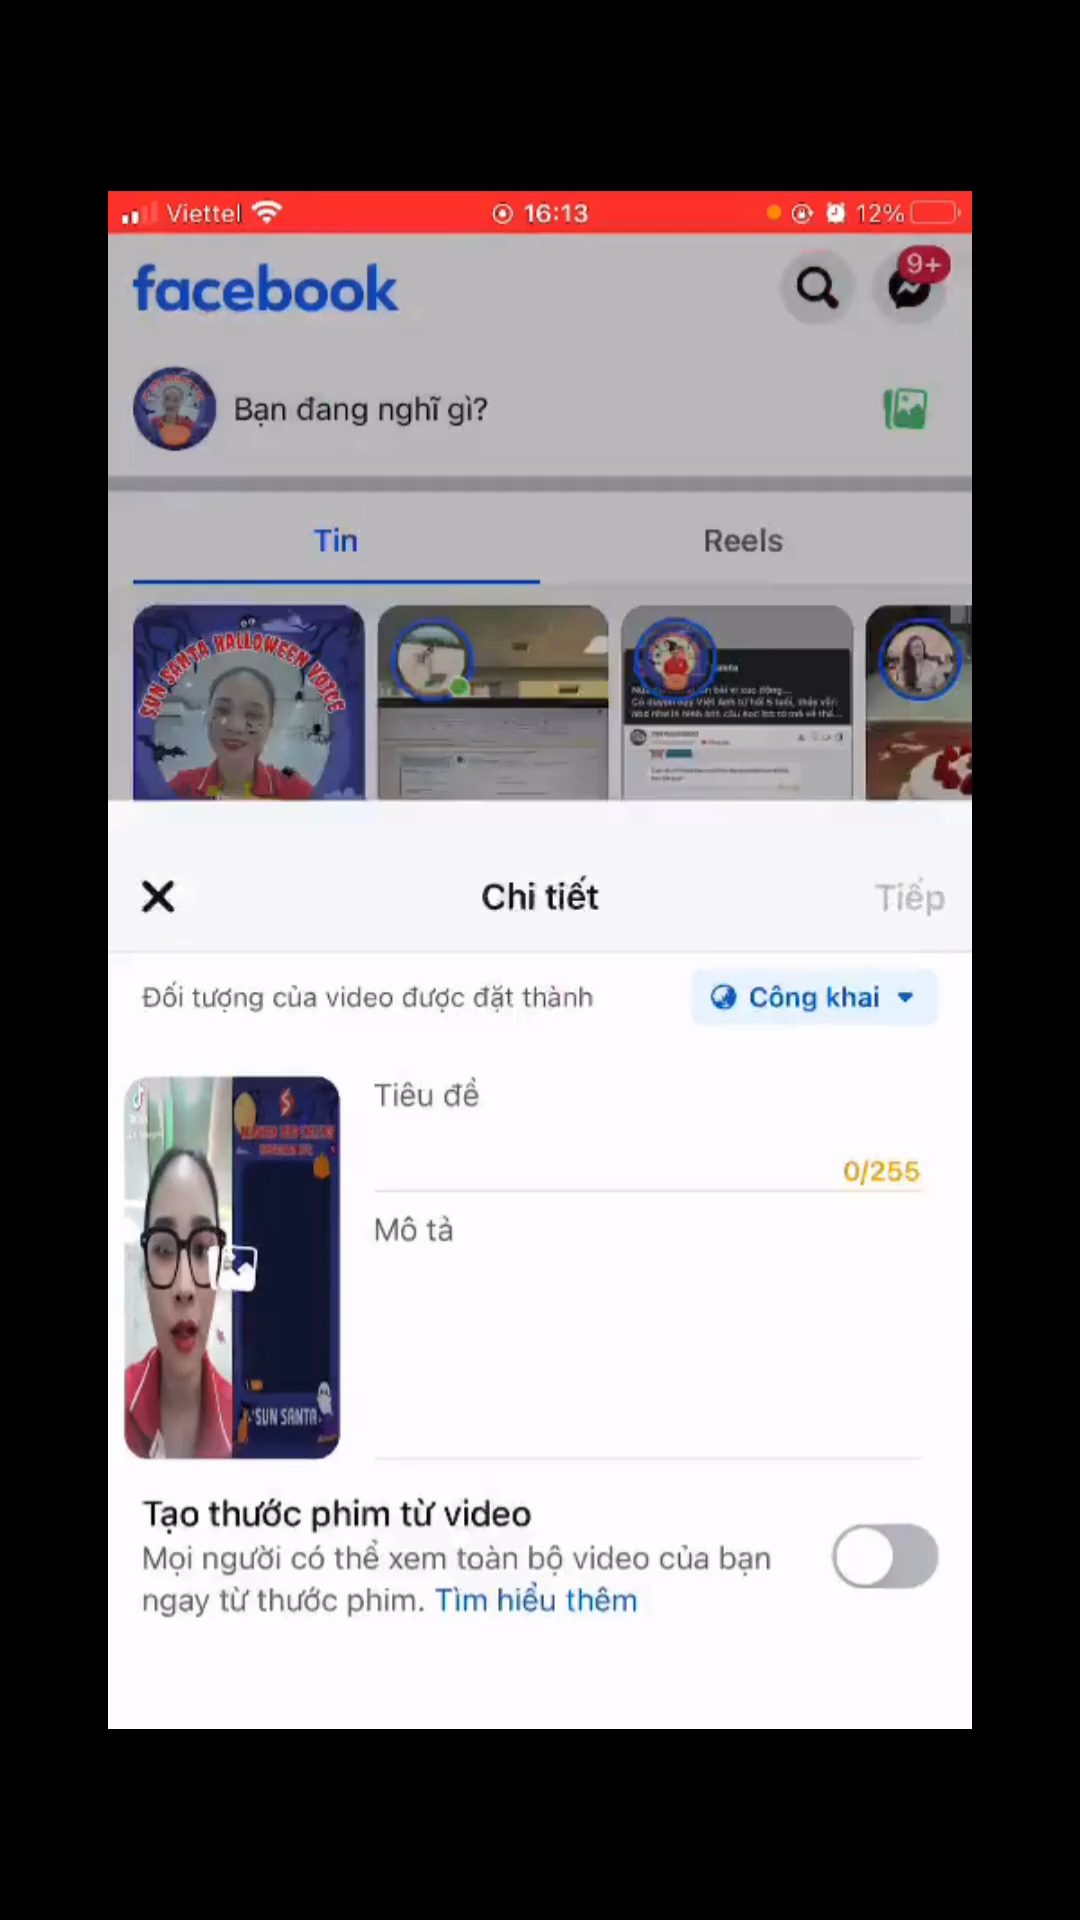 Viettel
16:13
12%
facebook
9+
Bạn đang nghĩ gì?
Tin
Reels
SUN SANTA HALLOWEEN VOICE
Chi tiết
Tiếp
Đối tượng của video được đặt thành
Công khai
Tiêu đề
0/255
Mô tả
SUN SANTA
Tạo thước phim từ video
Mọi người có thể xem toàn bộ video của bạn
ngay từ thước phim. Tìm hiểu thêm